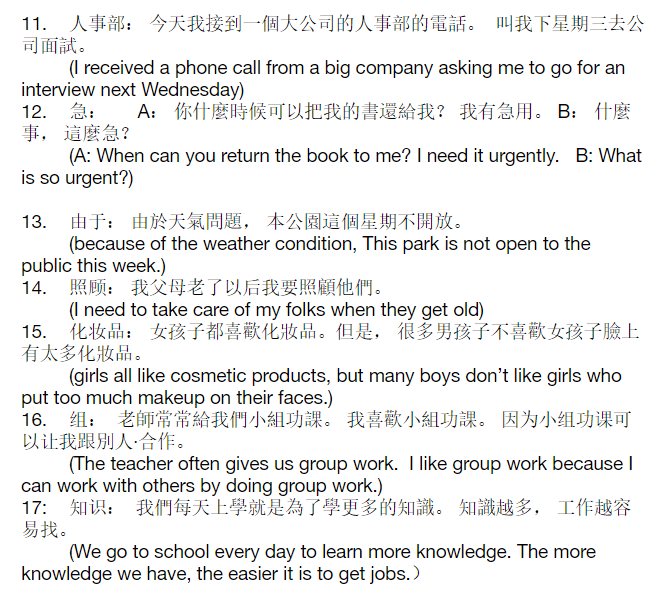 11. 人事部： 今天我接到一個大公司的人事部的電話。 叫我下星期三去公
司面試。
(I received a phone call from a big company asking me to go for an
interview next Wednesday)
12. 急： A： 你什麼時候可以把我的書還給我？ 我有急用。 B： 什麼
事， 這麼急？
(A: When can you return the book to me? I need it urgently. B: What
is so urgent?)
13. 由于： 由於天氣問題， 本公園這個星期不開放。
(because of the weather condition, This park is not open to the
public this week.)
14. 照顾： 我父母老了以后我要照顧他們。
(I need to take care of my folks when they get old)
15. 化妆品： 女孩子都喜歡化妝品。但是， 很多男孩子不喜歡女孩子臉上
有太多化妝品。
(girls all like cosmetic products, but many boys don’t like girls who
put too much makeup on their faces.)
16. 组： 老師常常給我們小組功課。 我喜歡小組功課。 因为小组功课可
以让我跟別人·合作。
(The teacher often gives us group work. I like group work because I
can work with others by doing group work.)
17: 知识： 我們每天上學就是為了學更多的知識。 知識越多， 工作越容
易找。
(We go to school every day to learn more knowledge. The more
knowledge we have, the easier it is to get jobs.）